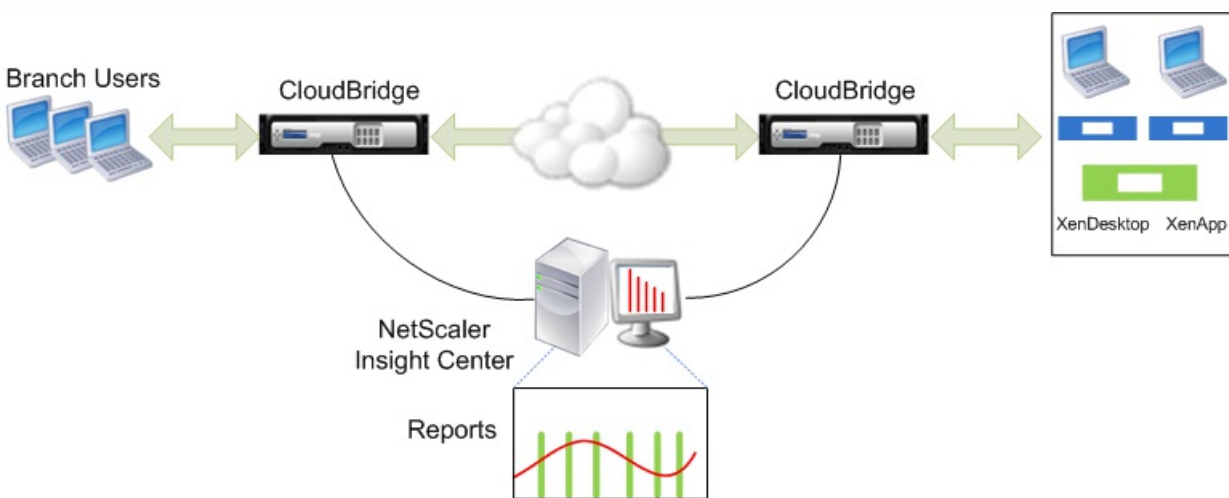 Branch Users
CloudBridge
CloudBridge
XenDesktop XenApp
NetScaler
Insight Center
Reports